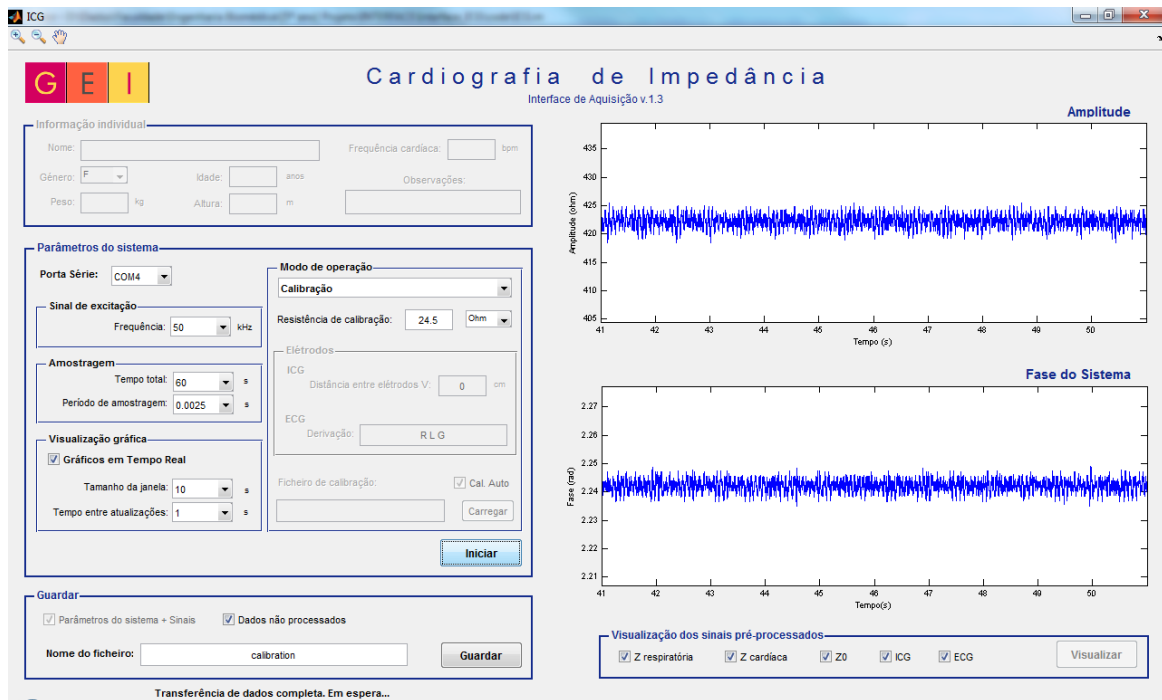 ICG
GEI
Cardiografia de Impedância
Interface de Aquisição v.1.3
Informação individual
Nome:
Frequência cardíaca: bpm
Género: F
Idade: anos
Observações:
Peso: kg
Altura: m
Parâmetros do sistema
Porta Série: COM4
Sinal de excitação
Frequência: 50 kHz
Amostragem
Tempo total: 60 s
Período de amostragem: 0.0025 s
Visualização gráfica
Gráficos em Tempo Real
Tamanho da janela: 10 s
Tempo entre atualizações: 1 s
Modo de operação
Calibração
Resistência de calibração: 24.5 Ohm
Elétrodos
ICG
Distância entre elétrodos V: 0 cm
ECG
Derivação: R L G
Ficheiro de calibração:
Cal. Auto
Carregar
Iniciar
Guardar
Parâmetros do sistema + Sinais
Dados não processados
Nome do ficheiro: calibration
Guardar
Transferência de dados completa. Em espera...
Amplitude
Amplitude (ohm)
435
430
425
420
415
410
405
41 42 43 44 45 46 47 48 49 50
Tempo (s)
Fase do Sistema
Fase (rad)
2.27
2.26
2.25
2.24
2.23
2.22
2.21
41 42 43 44 45 46 47 48 49 50
Tempo(s)
Visualização dos sinais pré-processados
Z respiratória
Z cardíaca
Z0
ICG
ECG
Visualizar